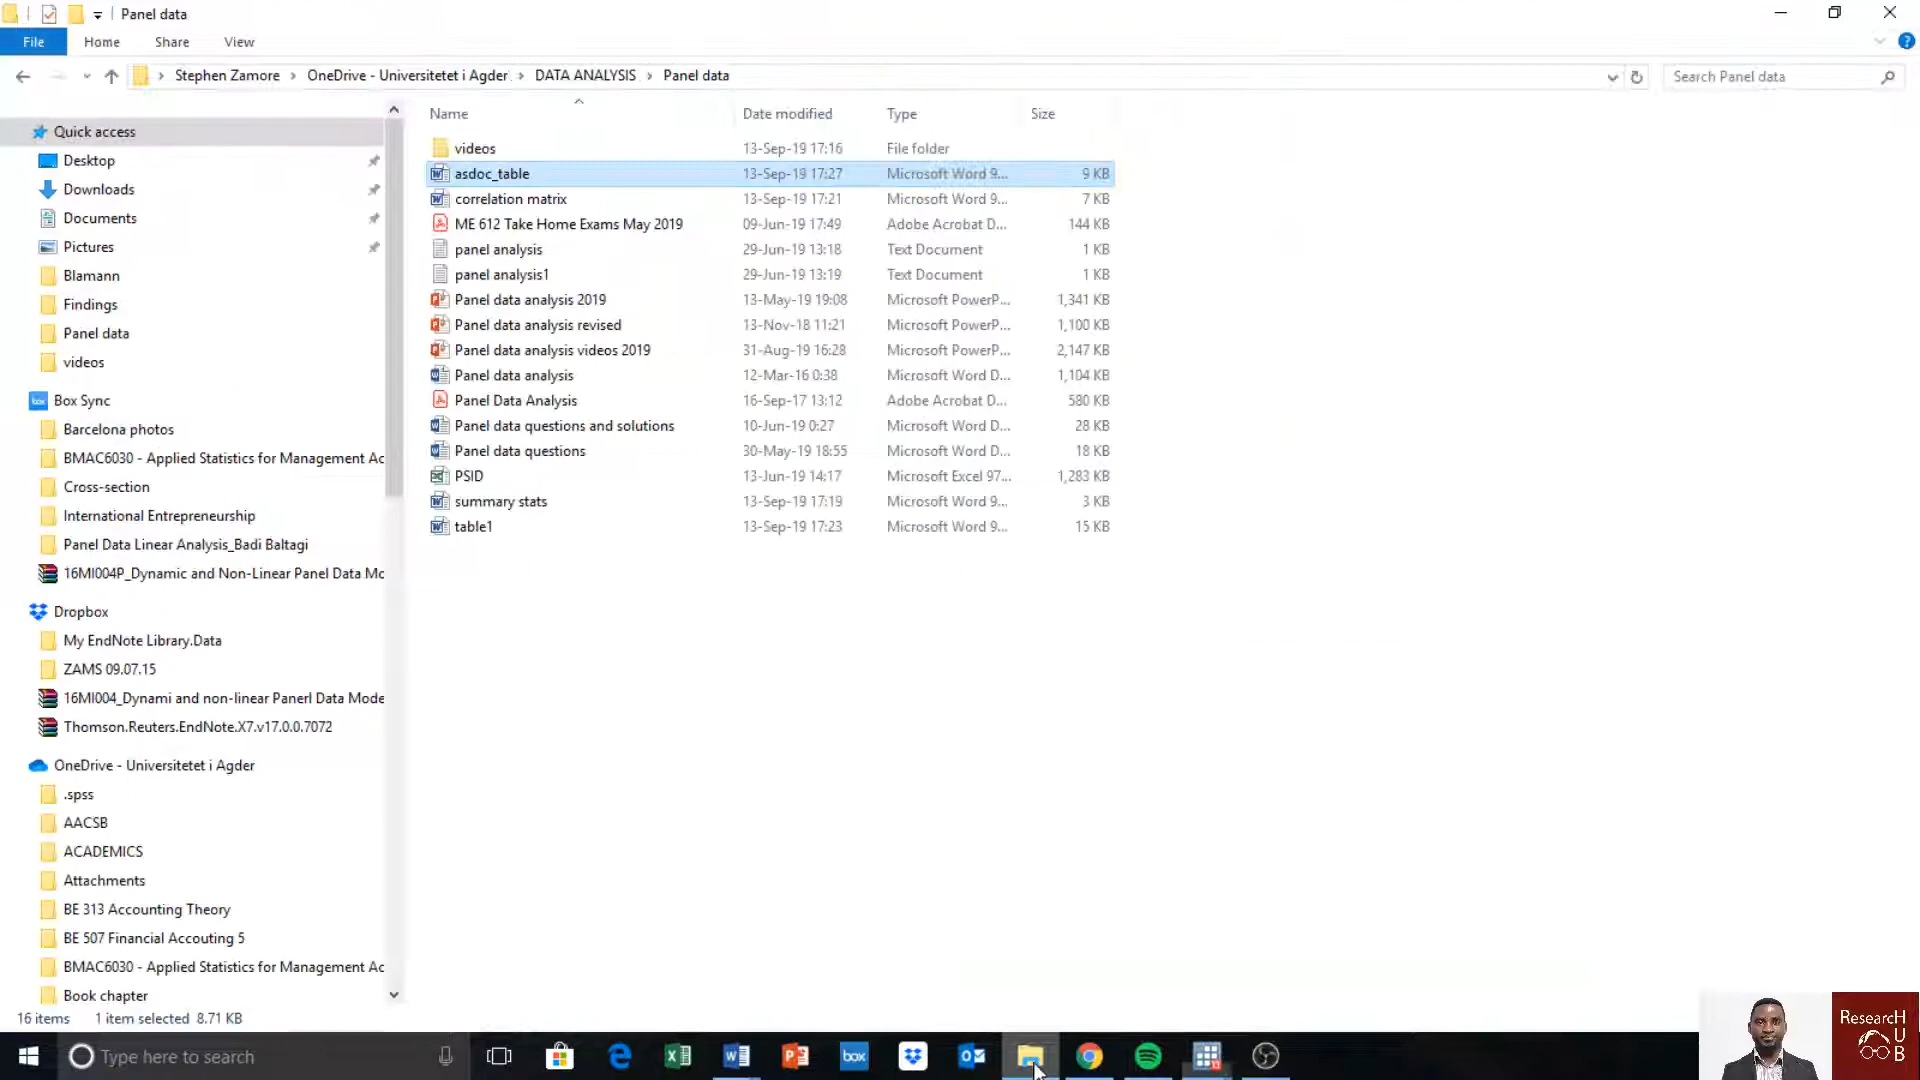 Panel data
File Home Share View
Stephen Zamore OneDrive - Universitetet i Agder DATA ANALYSIS Panel data Search Panel data
Name Date modified Type Size
Quick access
Desktop
Downloads
Documents
Pictures
Blamann
Findings
Panel data
videos
Box Sync
Barcelona photos
BMAC6030 - Applied Statistics for Management Ac
Cross-section
International Entrepreneurship
Panel Data Linear Analysis_Badi Baltagi
16MI004P_Dynamic and Non-Linear Panel Data Mo
Dropbox
My EndNote Library.Data
ZAMS 09.07.15
16MI004_Dynami and non-linear Panerl Data Mode
Thomson.Reuters.EndNote.X7.v17.0.0.7072
OneDrive - Universitetet i Agder
.spss
AACSB
ACADEMICS
Attachments
BE 313 Accounting Theory
BE 507 Financial Accouting 5
BMAC6030 - Applied Statistics for Management Ac
Book chapter
videos 13-Sep-19 17:16 File folder
asdoc_table 13-Sep-19 17:27 Microsoft Word 9... 9 KB
correlation matrix 13-Sep-19 17:21 Microsoft Word 9... 7 KB
ME 612 Take Home Exams May 2019 09-Jun-19 17:49 Adobe Acrobat D... 144 KB
panel analysis 29-Jun-19 13:18 Text Document 1 KB
panel analysis1 29-Jun-19 13:19 Text Document 1 KB
Panel data analysis 2019 13-May-19 19:08 Microsoft PowerP... 1,341 KB
Panel data analysis revised 13-Nov-18 11:21 Microsoft PowerP... 1,100 KB
Panel data analysis videos 2019 31-Aug-19 16:28 Microsoft PowerP... 2,147 KB
Panel data analysis 12-Mar-16 0:38 Microsoft Word D... 1,104 KB
Panel Data Analysis 16-Sep-17 13:12 Adobe Acrobat D... 580 KB
Panel data questions and solutions 10-Jun-19 0:27 Microsoft Word D... 28 KB
Panel data questions 30-May-19 18:55 Microsoft Word D... 18 KB
PSID 13-Jun-19 14:17 Microsoft Excel 97... 1,283 KB
summary stats 13-Sep-19 17:19 Microsoft Word 9... 3 KB
table1 13-Sep-19 17:23 Microsoft Word 9... 15 KB
16 items 1 item selected 8.71 KB
Type here to search
box
ResearcH
U
B